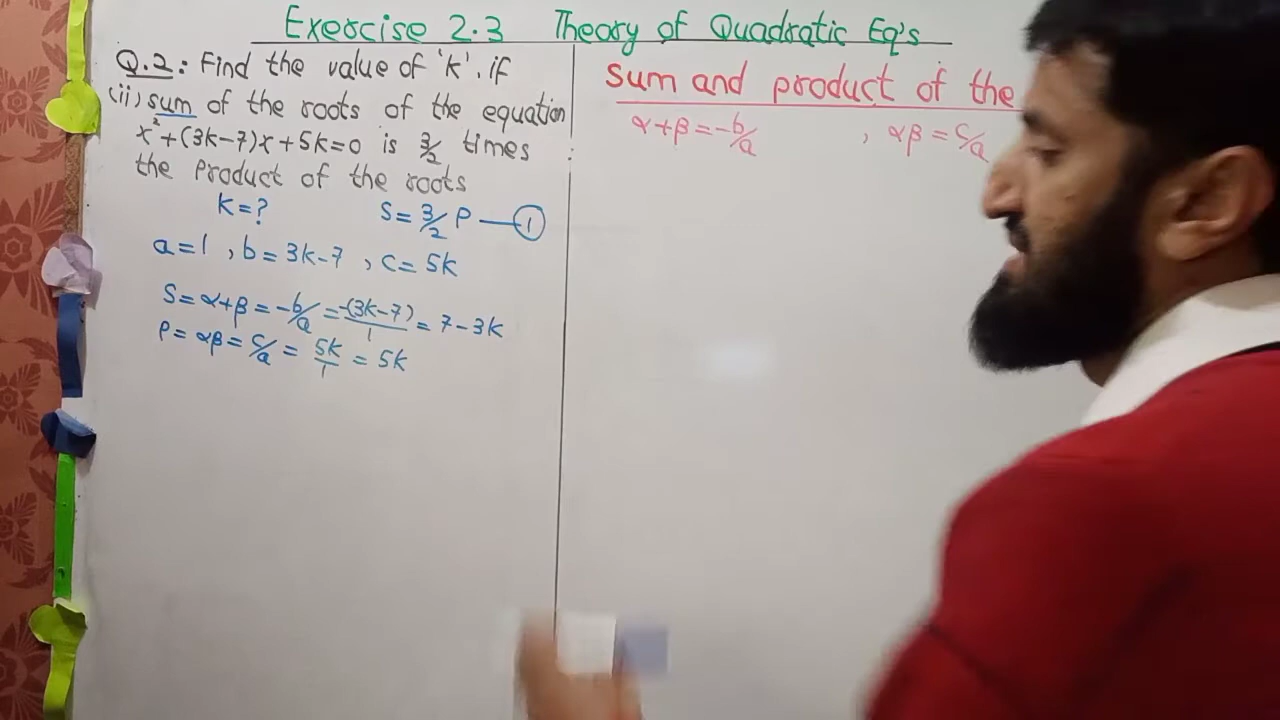 Exercise 2.3 Theory of Quadratic Eq's
Q.2: Find the value of 'K', if
(ii) sum of the roots of the equation
x²+(3k-7)x+5k=0 is 3/2 times
the product of the roots
K=? S=3/2 P —①
a=1, b=3k-7, c=5k
S=α+β=-b/a=-(3k-7)/1=7-3k
P=αβ=c/a=5k/1=5k
Sum and product of the
α+β=-b/a , αβ=c/a